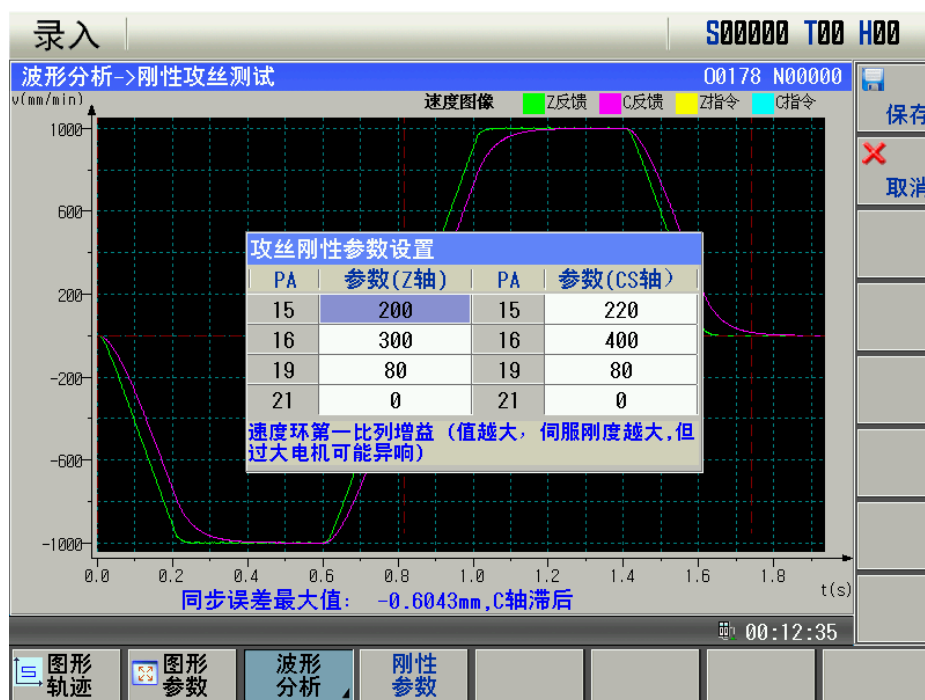 录入 S00000 T00 H00
波形分析->刚性攻丝测试 O0178 N00000
v(mm/min) 速度图像 Z反馈 C反馈 Z指令 C指令
保存
取消
1000
600
200
-200
-600
-1000
攻丝刚性参数设置
PA 参数(Z轴) PA 参数(CS轴)
15 200 15 220
16 300 16 400
19 80 19 80
21 0 21 0
速度环第一比列增益（值越大，伺服刚度越大,但
过大电机可能异响）
0.0 0.2 0.4 0.6 0.8 1.0 1.2 1.4 1.6 1.8
t(s)
同步误差最大值: -0.6043mm,C轴滞后
00:12:35
图形 图形 波形 刚性
轨迹 参数 分析 参数